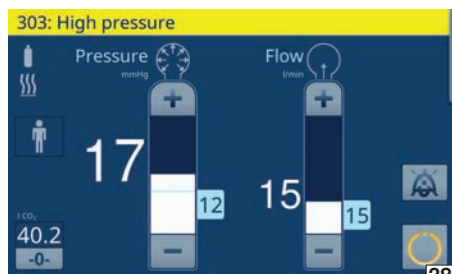 303: High pressure
Pressure
mmHg
Flow
l/min
+
+
17
12
15
15
l CO₂
40.2
-0-
−
−
28